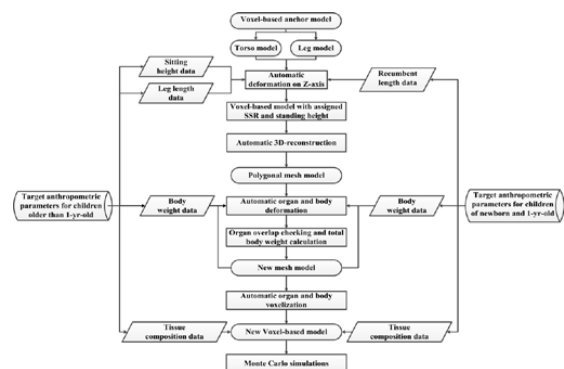 Voxel-based anchor model
Torso model
Leg model
Sitting
height data
Leg length
data
Automatic
deformation on Z-axis
Recumbent
length data
Voxel-based model with assigned
SSR and standing height
Automatic 3D-reconstruction
Polygonal mesh model
Target anthropometric
parameters for children
older than 1-yr-old
Body
weight data
Automatic organ and body
deformation
Body
weight data
Target anthropometric
parameters for children
of newborn and 1-yr-old
Organ overlap checking and total
body weight calculation
New mesh model
Automatic organ and body
voxelization
Tissue
composition data
New Voxel-based model
Tissue
composition data
Monte Carlo simulations